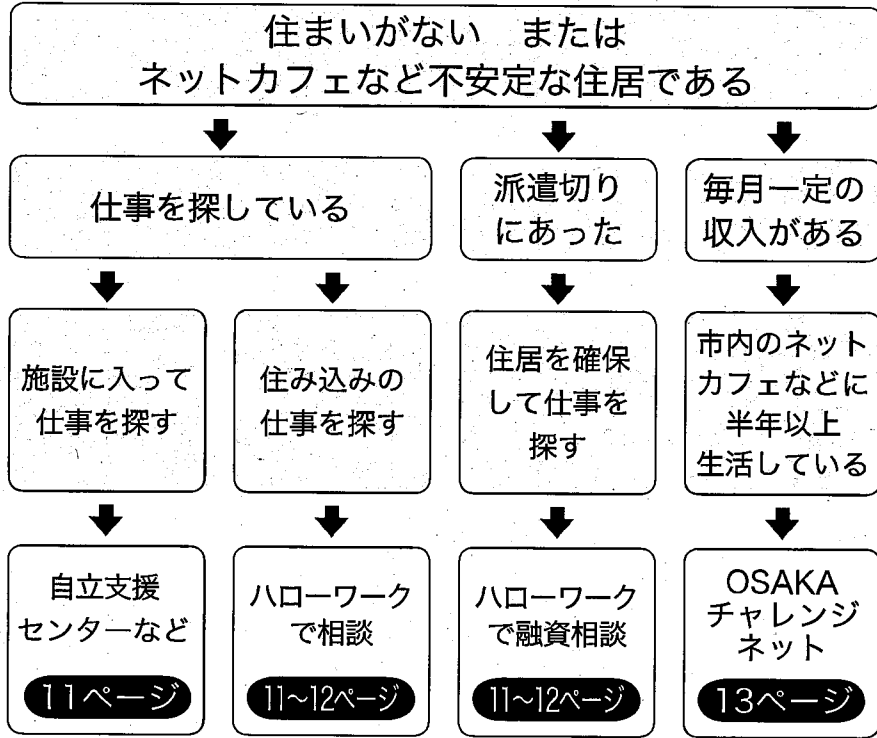 住まいがない　または
ネットカフェなど不安定な住居である
仕事を探している
派遣切り
にあった
毎月一定の
収入がある
施設に入って
仕事を探す
住み込みの
仕事を探す
住居を確保
して仕事を
探す
市内のネット
カフェなどに
半年以上
生活している
自立支援
センターなど
11ページ
ハローワーク
で相談
11〜12ページ
ハローワーク
で融資相談
11〜12ページ
OSAKA
チャレンジ
ネット
13ページ